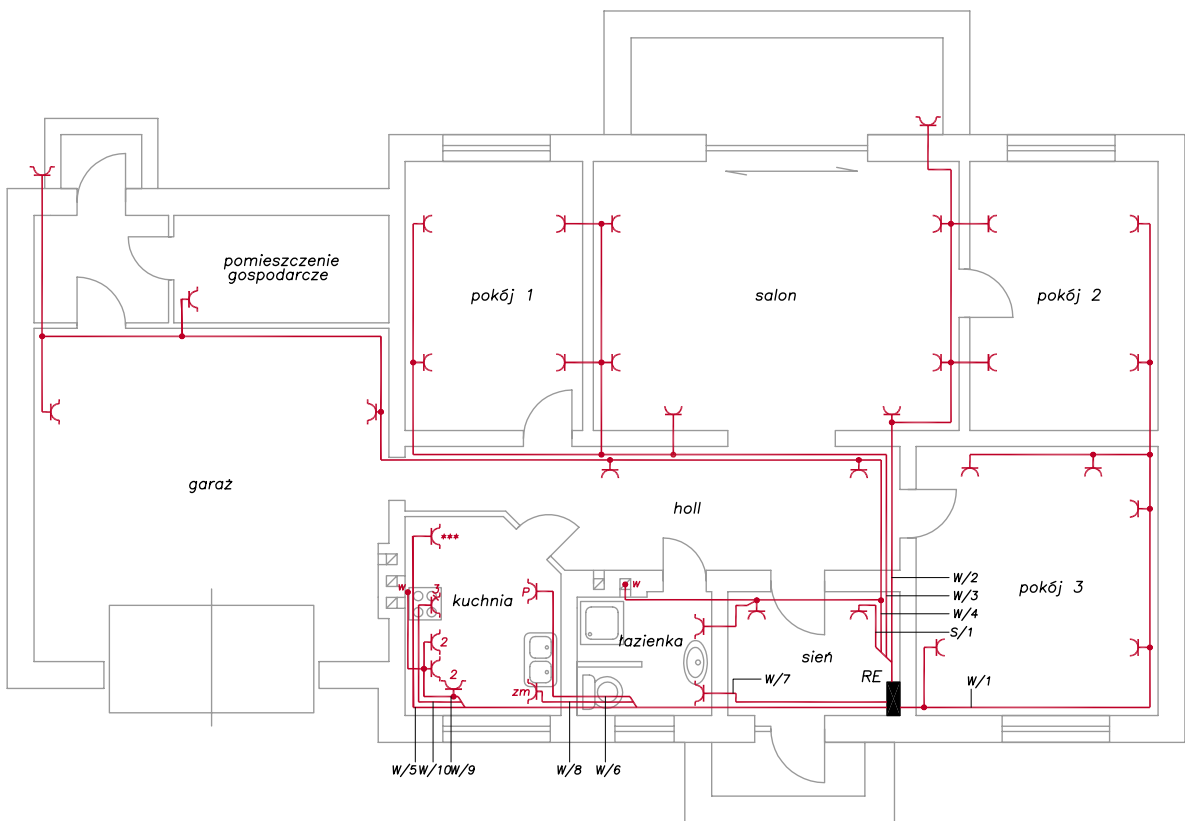 pomieszczenie
gospodarcze
pokój 1
salon
pokój 2
garaż
holl
***
w
3
P
kuchnia
w
łazienka
W/2
W/3
W/4
S/1
pokój 3
2
2
zm
sień
W/7
RE
W/1
W/5
W/10
W/9
W/8
W/6